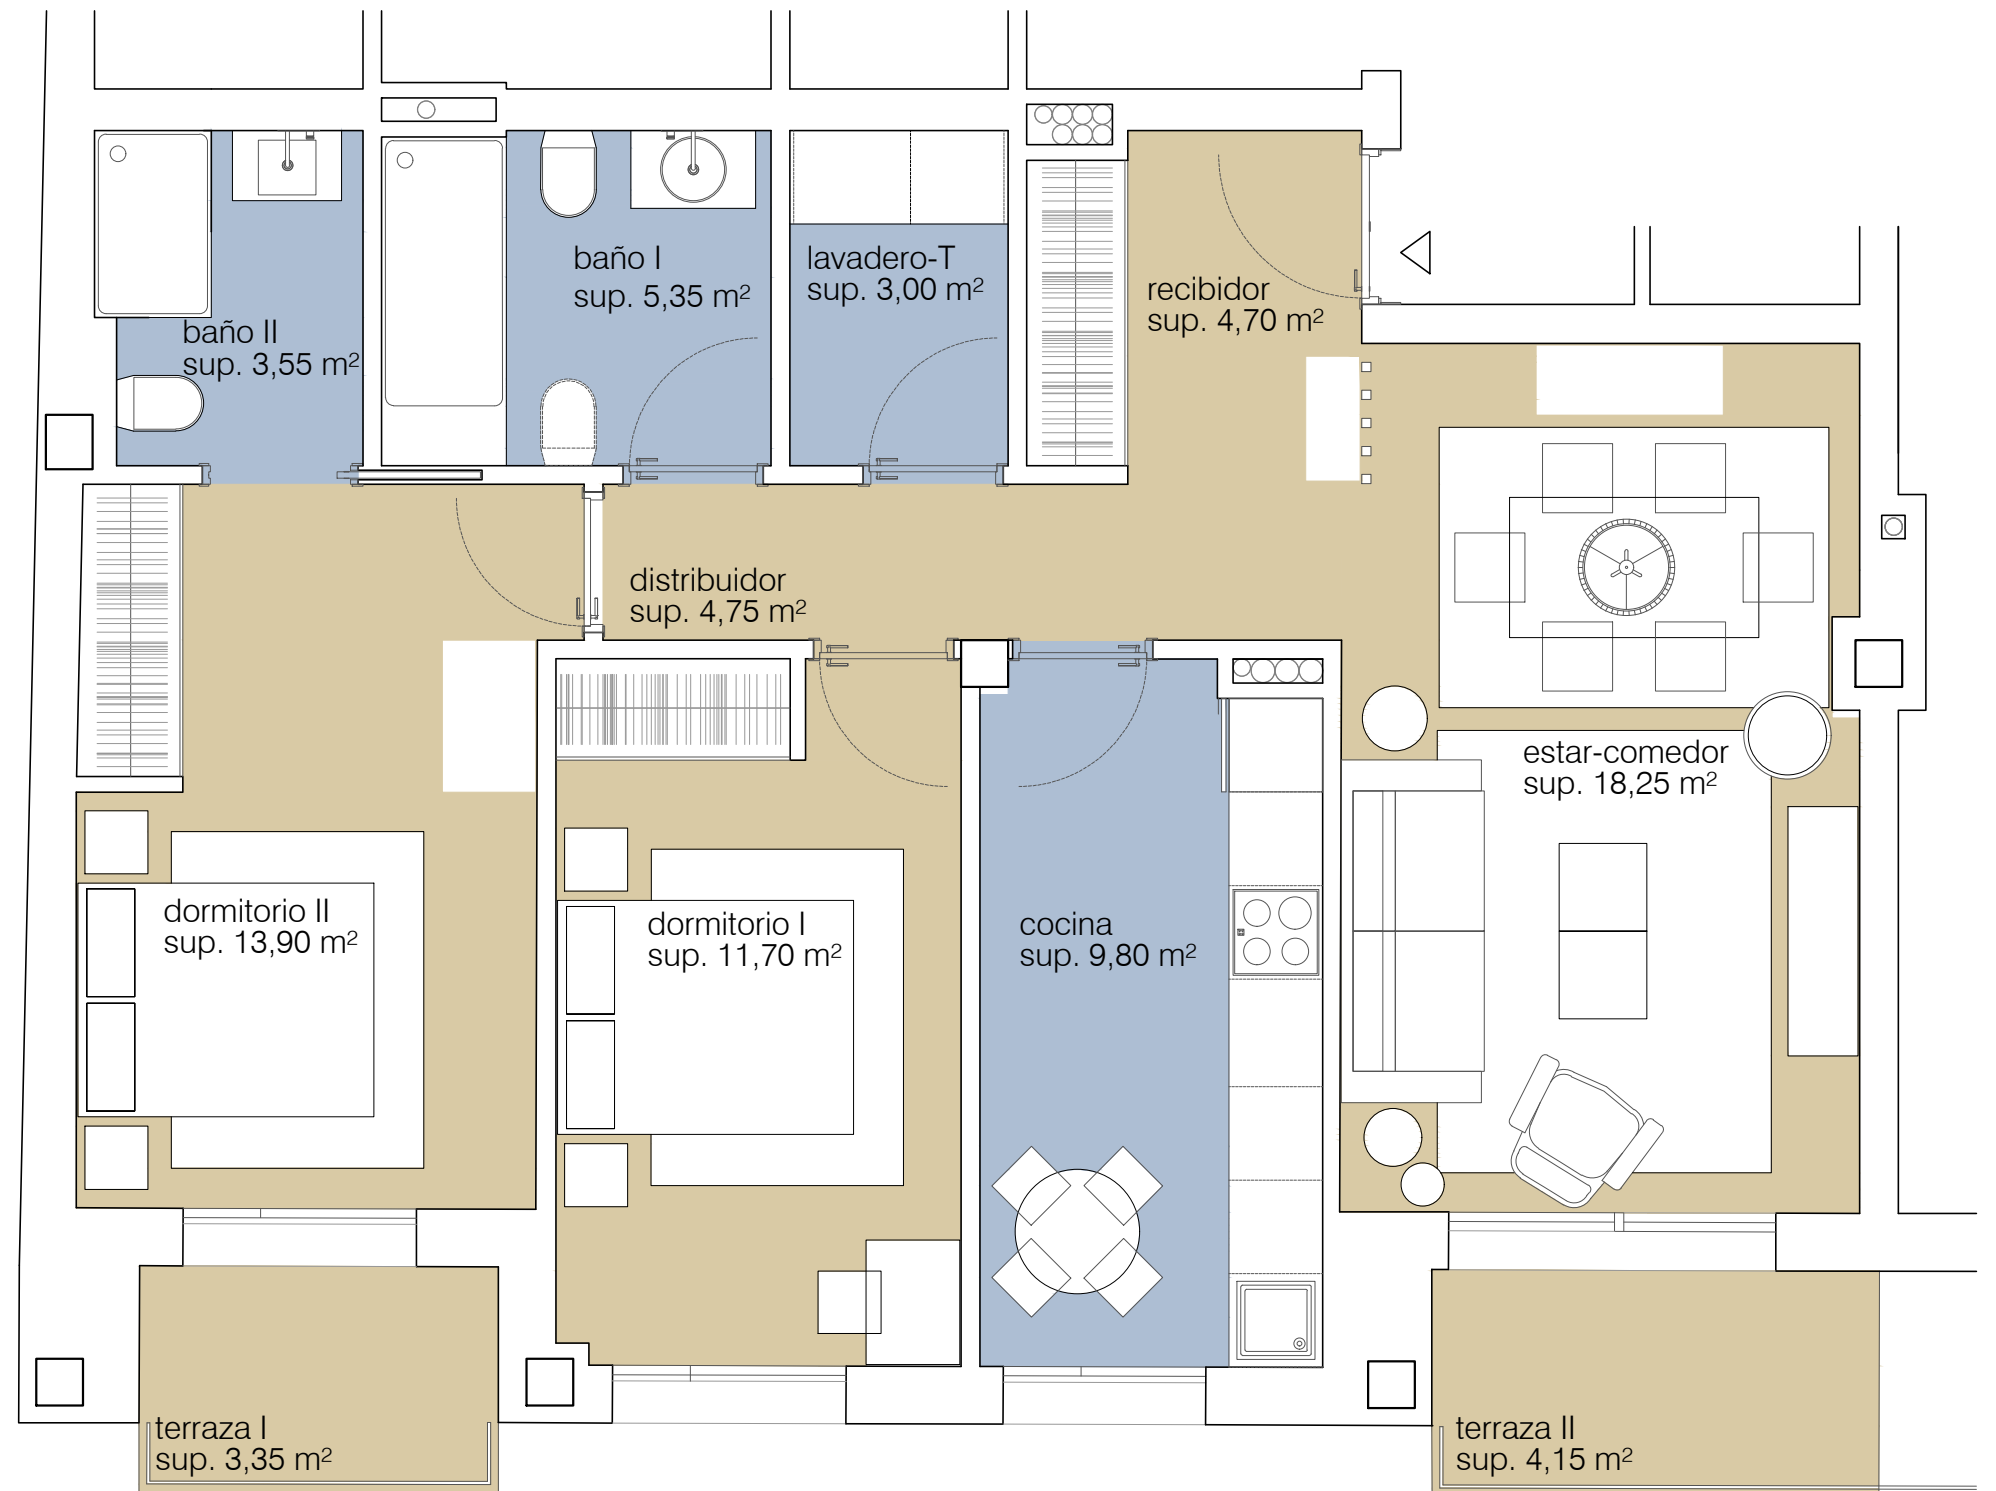 baño I
sup. 5,35 m²
lavadero-T
sup. 3,00 m²
recibidor
sup. 4,70 m²
baño II
sup. 3,55 m²
distribuidor
sup. 4,75 m²
estar-comedor
sup. 18,25 m²
dormitorio II
sup. 13,90 m²
dormitorio I
sup. 11,70 m²
cocina
sup. 9,80 m²
terraza I
sup. 3,35 m²
terraza II
sup. 4,15 m²